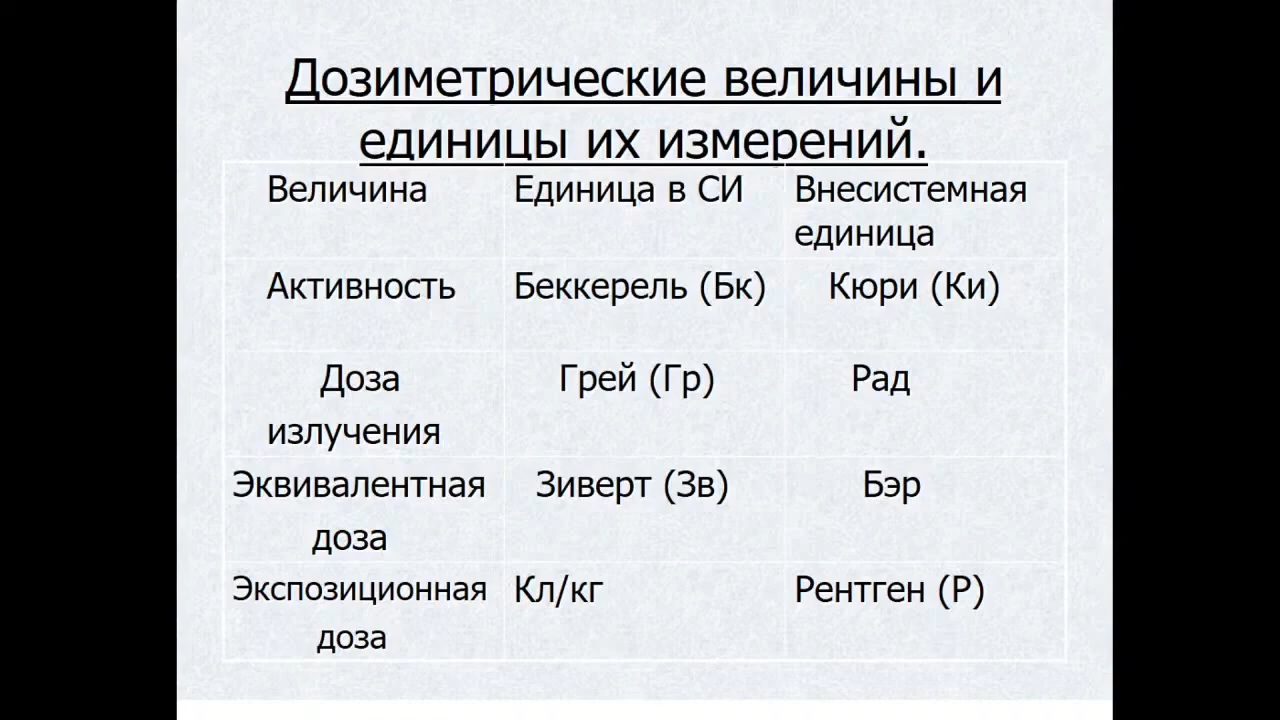 Дозиметрические величины и
единицы их измерений.
Величина Единица в СИ Внесистемная
единица
Активность Беккерель (Бк) Кюри (Ки)
Доза Грей (Гр) Рад
излучения
Эквивалентная Зиверт (Зв) Бэр
доза
Экспозиционная Кл/кг Рентген (Р)
доза